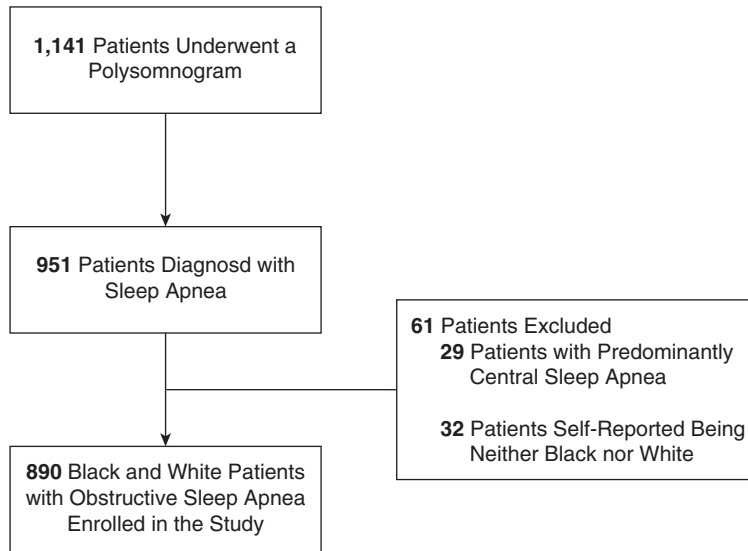 1,141 Patients Underwent a
Polysomnogram
951 Patients Diagnosd with
Sleep Apnea
61 Patients Excluded
29 Patients with Predominantly
Central Sleep Apnea
32 Patients Self-Reported Being
Neither Black nor White
890 Black and White Patients
with Obstructive Sleep Apnea
Enrolled in the Study